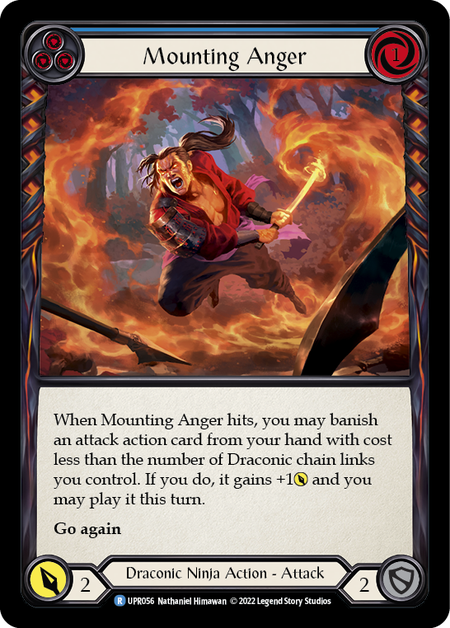 Mounting Anger
1
When Mounting Anger hits, you may banish
an attack action card from your hand with cost
less than the number of Draconic chain links
you control. If you do, it gains +1 and you
may play it this turn.
Go again
2
Draconic Ninja Action - Attack
2
R UPR056 Nathaniel Himawan © 2022 Legend Story Studios